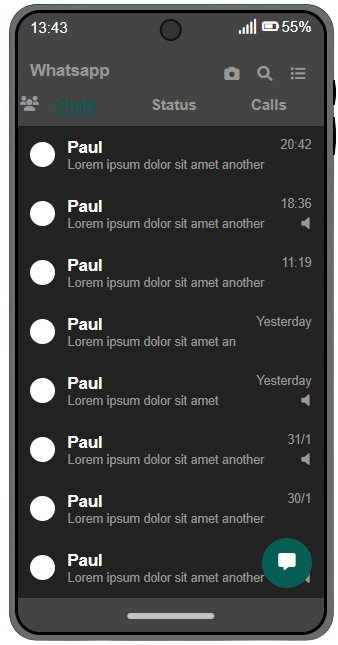 13:43 55%
Whatsapp
Chats Status Calls
Paul 20:42
Lorem ipsum dolor sit amet another
Paul 18:36
Lorem ipsum dolor sit amet another
Paul 11:19
Lorem ipsum dolor sit amet another
Paul Yesterday
Lorem ipsum dolor sit amet an
Paul Yesterday
Lorem ipsum dolor sit amet
Paul 31/1
Lorem ipsum dolor sit amet another
Paul 30/1
Lorem ipsum dolor sit amet another
Paul
Lorem ipsum dolor sit amet another